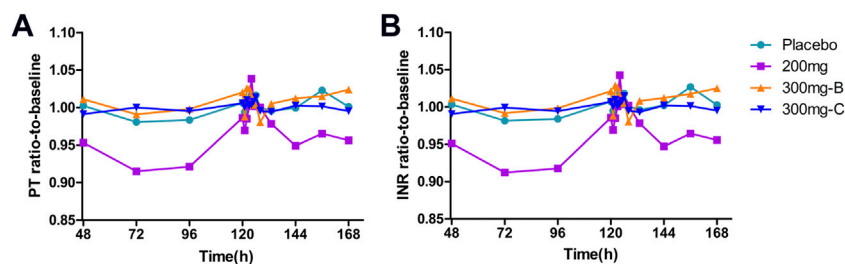 A
PT ratio-to-baseline
1.10
1.05
1.00
0.95
0.90
0.85
48 72 96 120 144 168
Time(h)
B
INR ratio-to-baseline
1.10
1.05
1.00
0.95
0.90
0.85
48 72 96 120 144 168
Time(h)
Placebo
200mg
300mg-B
300mg-C